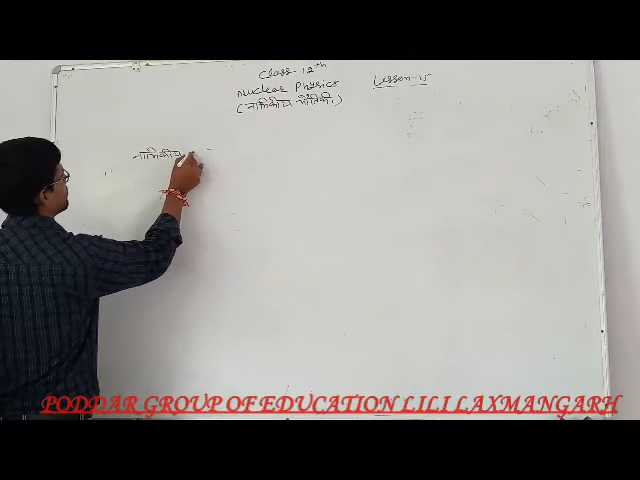 Class-12th
Nuclear Physics
Lesson-15
(नाभिकीय भौतिकी)
नाभिकीय
PODDAR GROUP OF EDUCATION LILI LAXMANGARH